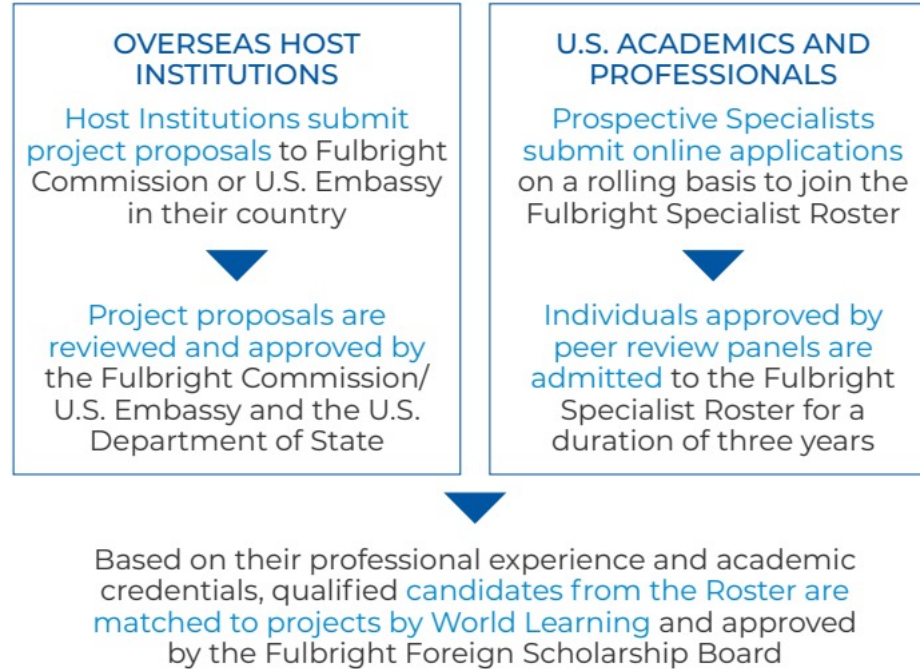 OVERSEAS HOST
INSTITUTIONS
Host Institutions submit
project proposals to Fulbright
Commission or U.S. Embassy
in their country
Project proposals are
reviewed and approved by
the Fulbright Commission/
U.S. Embassy and the U.S.
Department of State
U.S. ACADEMICS AND
PROFESSIONALS
Prospective Specialists
submit online applications
on a rolling basis to join the
Fulbright Specialist Roster
Individuals approved by
peer review panels are
admitted to the Fulbright
Specialist Roster for a
duration of three years
Based on their professional experience and academic
credentials, qualified candidates from the Roster are
matched to projects by World Learning and approved
by the Fulbright Foreign Scholarship Board